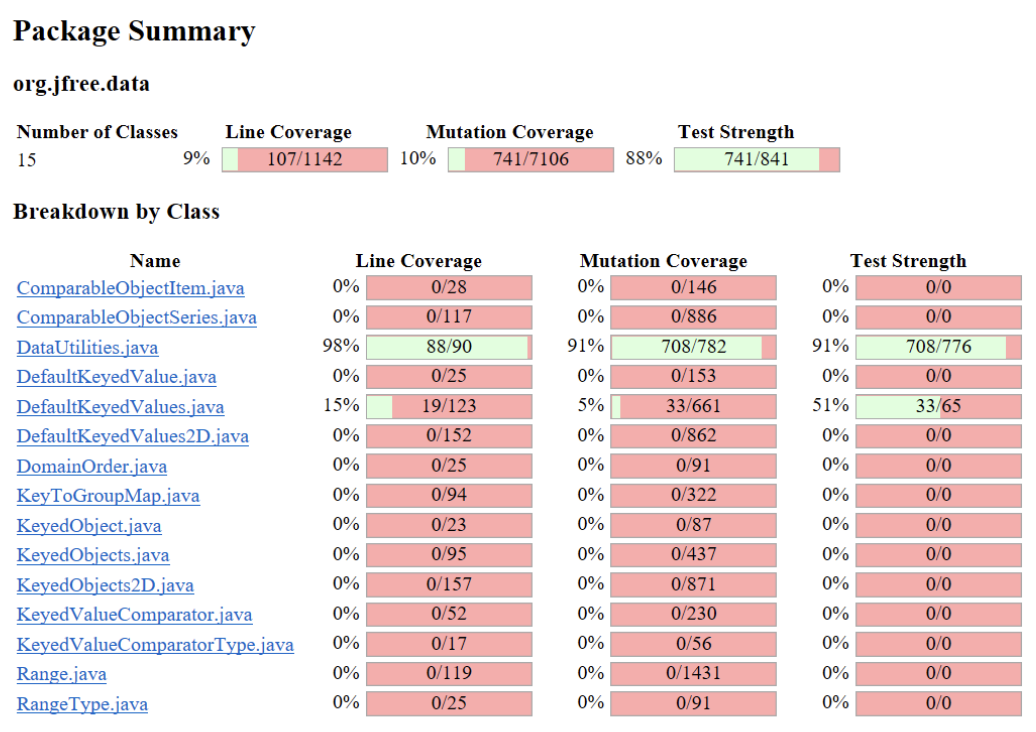 Package Summary
org.jfree.data
Number of Classes Line Coverage Mutation Coverage Test Strength
15 9% 107/1142 10% 741/7106 88% 741/841
Breakdown by Class
Name Line Coverage Mutation Coverage Test Strength
ComparableObjectItem.java 0% 0/28 0% 0/146 0% 0/0
ComparableObjectSeries.java 0% 0/117 0% 0/886 0% 0/0
DataUtilities.java 98% 88/90 91% 708/782 91% 708/776
DefaultKeyedValue.java 0% 0/25 0% 0/153 0% 0/0
DefaultKeyedValues.java 15% 19/123 5% 33/661 51% 33/65
DefaultKeyedValues2D.java 0% 0/152 0% 0/862 0% 0/0
DomainOrder.java 0% 0/25 0% 0/91 0% 0/0
KeyToGroupMap.java 0% 0/94 0% 0/322 0% 0/0
KeyedObject.java 0% 0/23 0% 0/87 0% 0/0
KeyedObjects.java 0% 0/95 0% 0/437 0% 0/0
KeyedObjects2D.java 0% 0/157 0% 0/871 0% 0/0
KeyedValueComparator.java 0% 0/52 0% 0/230 0% 0/0
KeyedValueComparatorType.java 0% 0/17 0% 0/56 0% 0/0
Range.java 0% 0/119 0% 0/1431 0% 0/0
RangeType.java 0% 0/25 0% 0/91 0% 0/0